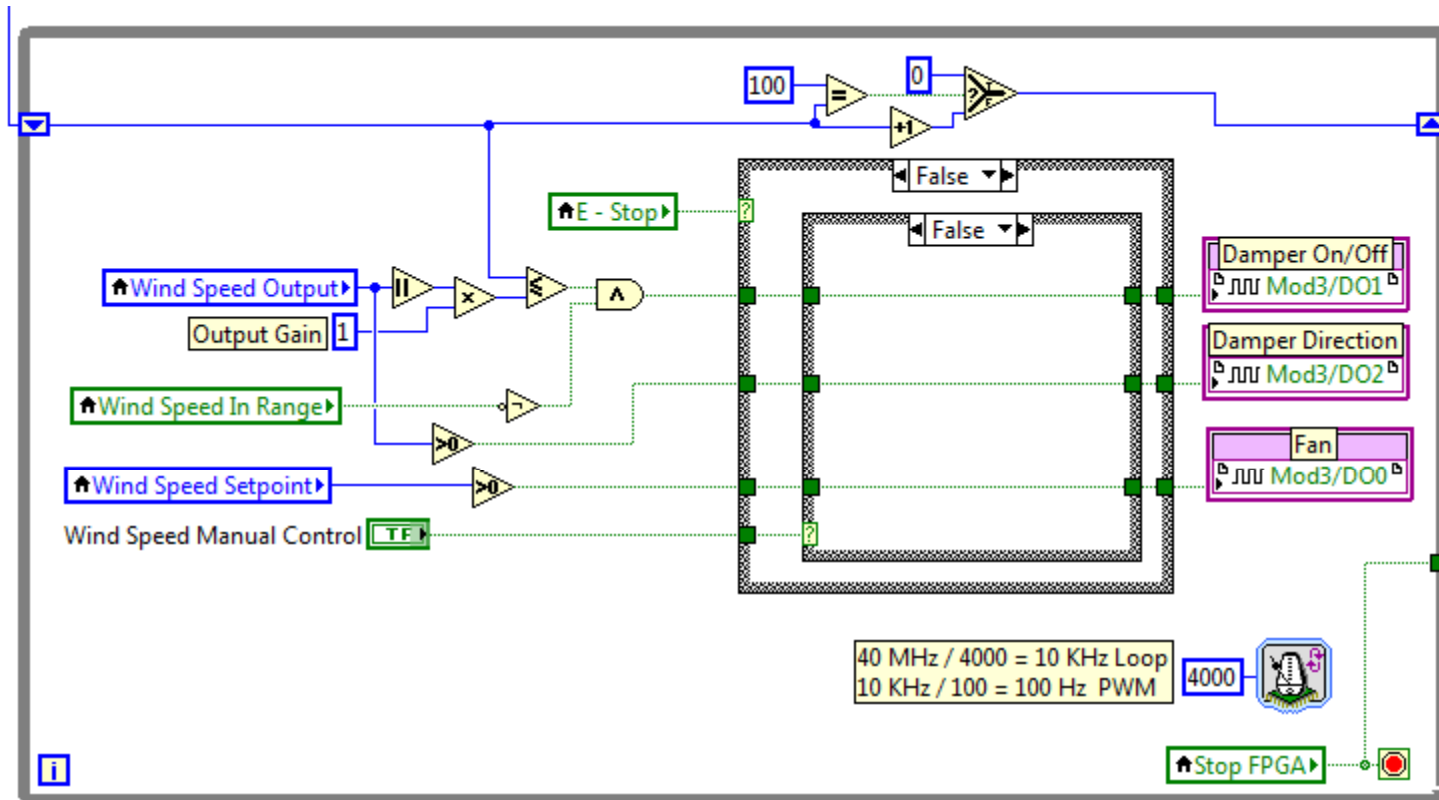 100
=
0
?
T
F
+1
False
E - Stop
?
False
Damper On/Off
Mod3/DO1
Wind Speed Output
x
≤
∧
Output Gain 1
Damper Direction
Mod3/DO2
Wind Speed In Range
¬
>0
Fan
Mod3/DO0
Wind Speed Setpoint
>0
Wind Speed Manual Control TF
?
40 MHz / 4000 = 10 KHz Loop
10 KHz / 100 = 100 Hz PWM
4000
i
Stop FPGA